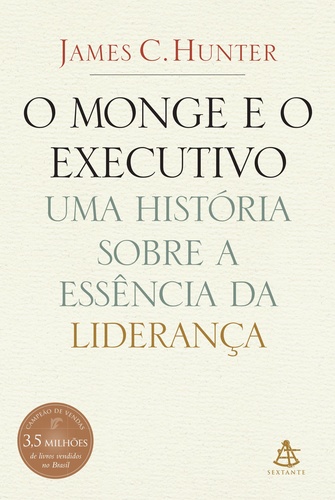 JAMES C. HUNTER
O MONGE E O
EXECUTIVO
UMA HISTÓRIA
SOBRE A
ESSÊNCIA DA
LIDERANÇA
CAMPEÃO DE VENDAS
3,5 MILHÕES
de livros vendidos
no Brasil
SEXTANTE